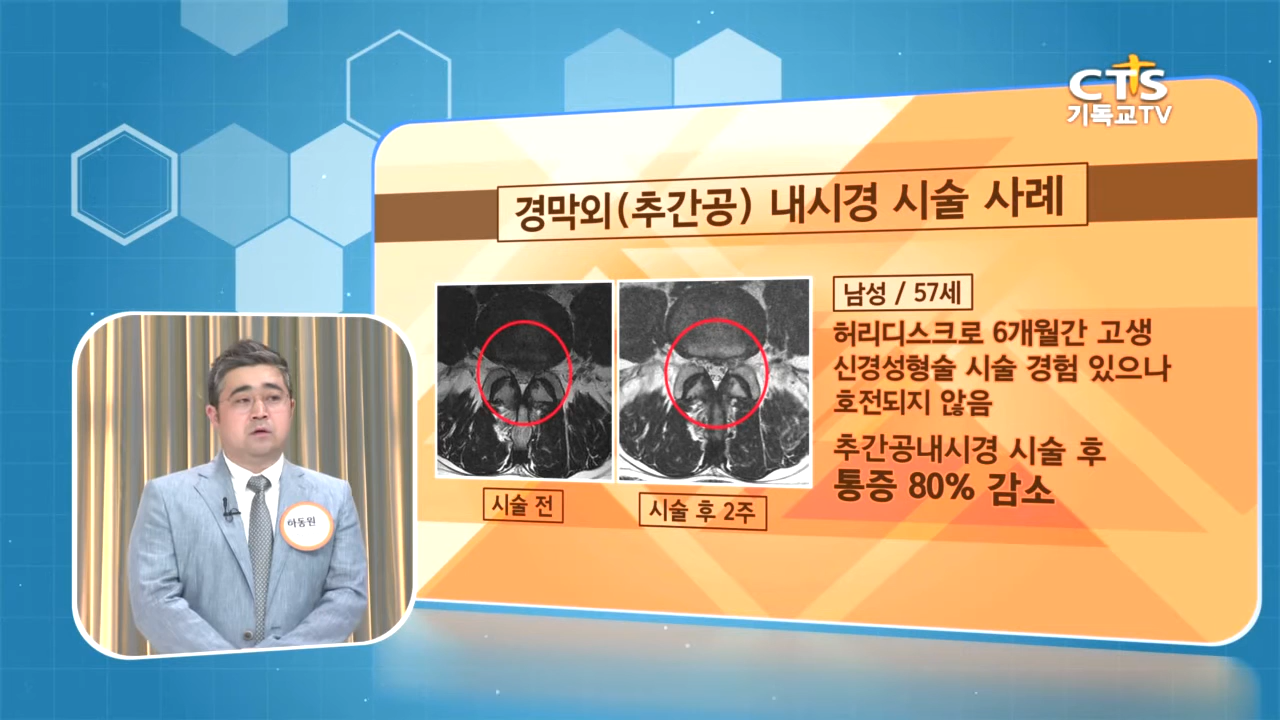 CTS
기독교TV
경막외(추간공) 내시경 시술 사례
남성 / 57세
허리디스크로 6개월간 고생
신경성형술 시술 경험 있으나
호전되지 않음
추간공내시경 시술 후
통증 80% 감소
시술 전
시술 후 2주
하동원